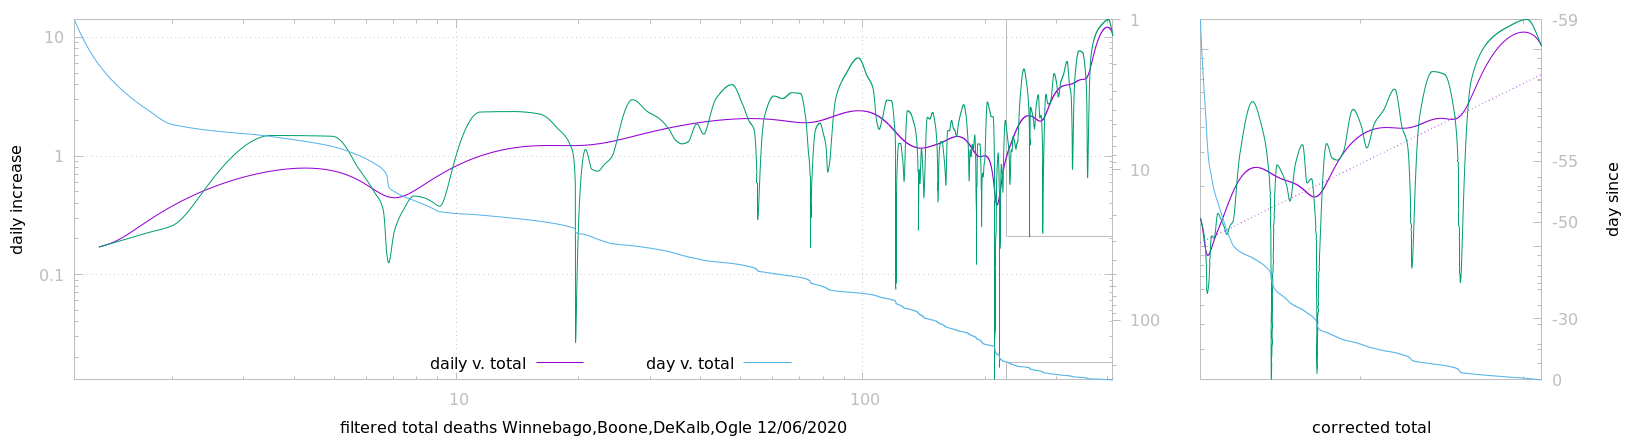 10
1
0.1
daily increase
daily v. total
day v. total
10
100
filtered total deaths Winnebago,Boone,DeKalb,Ogle 12/06/2020
1
10
100
-59
-55
-50
-30
0
day since
corrected total